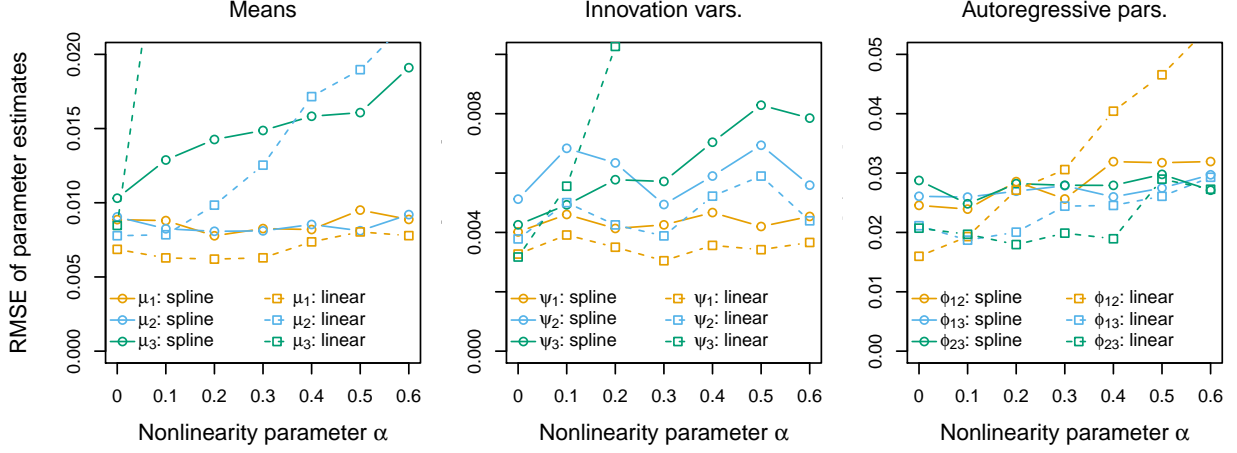 Means
Innovation vars.
Autoregressive pars.
RMSE of parameter estimates
0.020
0.015
0.010
0.005
0.000
μ1: spline
μ2: spline
μ3: spline
μ1: linear
μ2: linear
μ3: linear
0 0.1 0.2 0.3 0.4 0.5 0.6
Nonlinearity parameter α
0.008
0.004
0.000
ψ1: spline
ψ2: spline
ψ3: spline
ψ1: linear
ψ2: linear
ψ3: linear
0 0.1 0.2 0.3 0.4 0.5 0.6
Nonlinearity parameter α
0.05
0.04
0.03
0.02
0.01
0.00
ϕ12: spline
ϕ13: spline
ϕ23: spline
ϕ12: linear
ϕ13: linear
ϕ23: linear
0 0.1 0.2 0.3 0.4 0.5 0.6
Nonlinearity parameter α